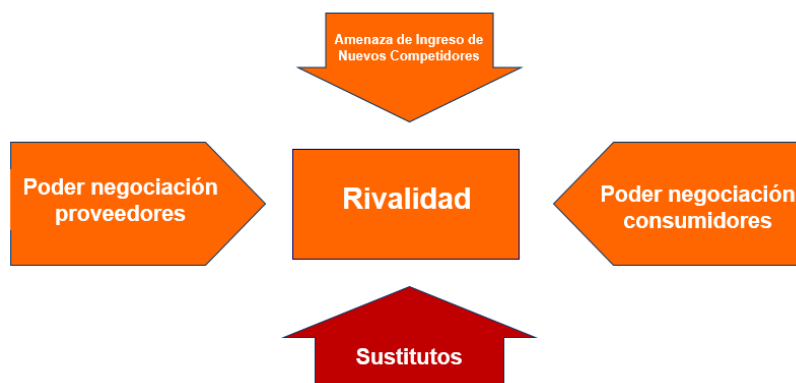 Amenaza de Ingreso de
Nuevos Competidores
Poder negociación
proveedores
Rivalidad
Poder negociación
consumidores
Sustitutos